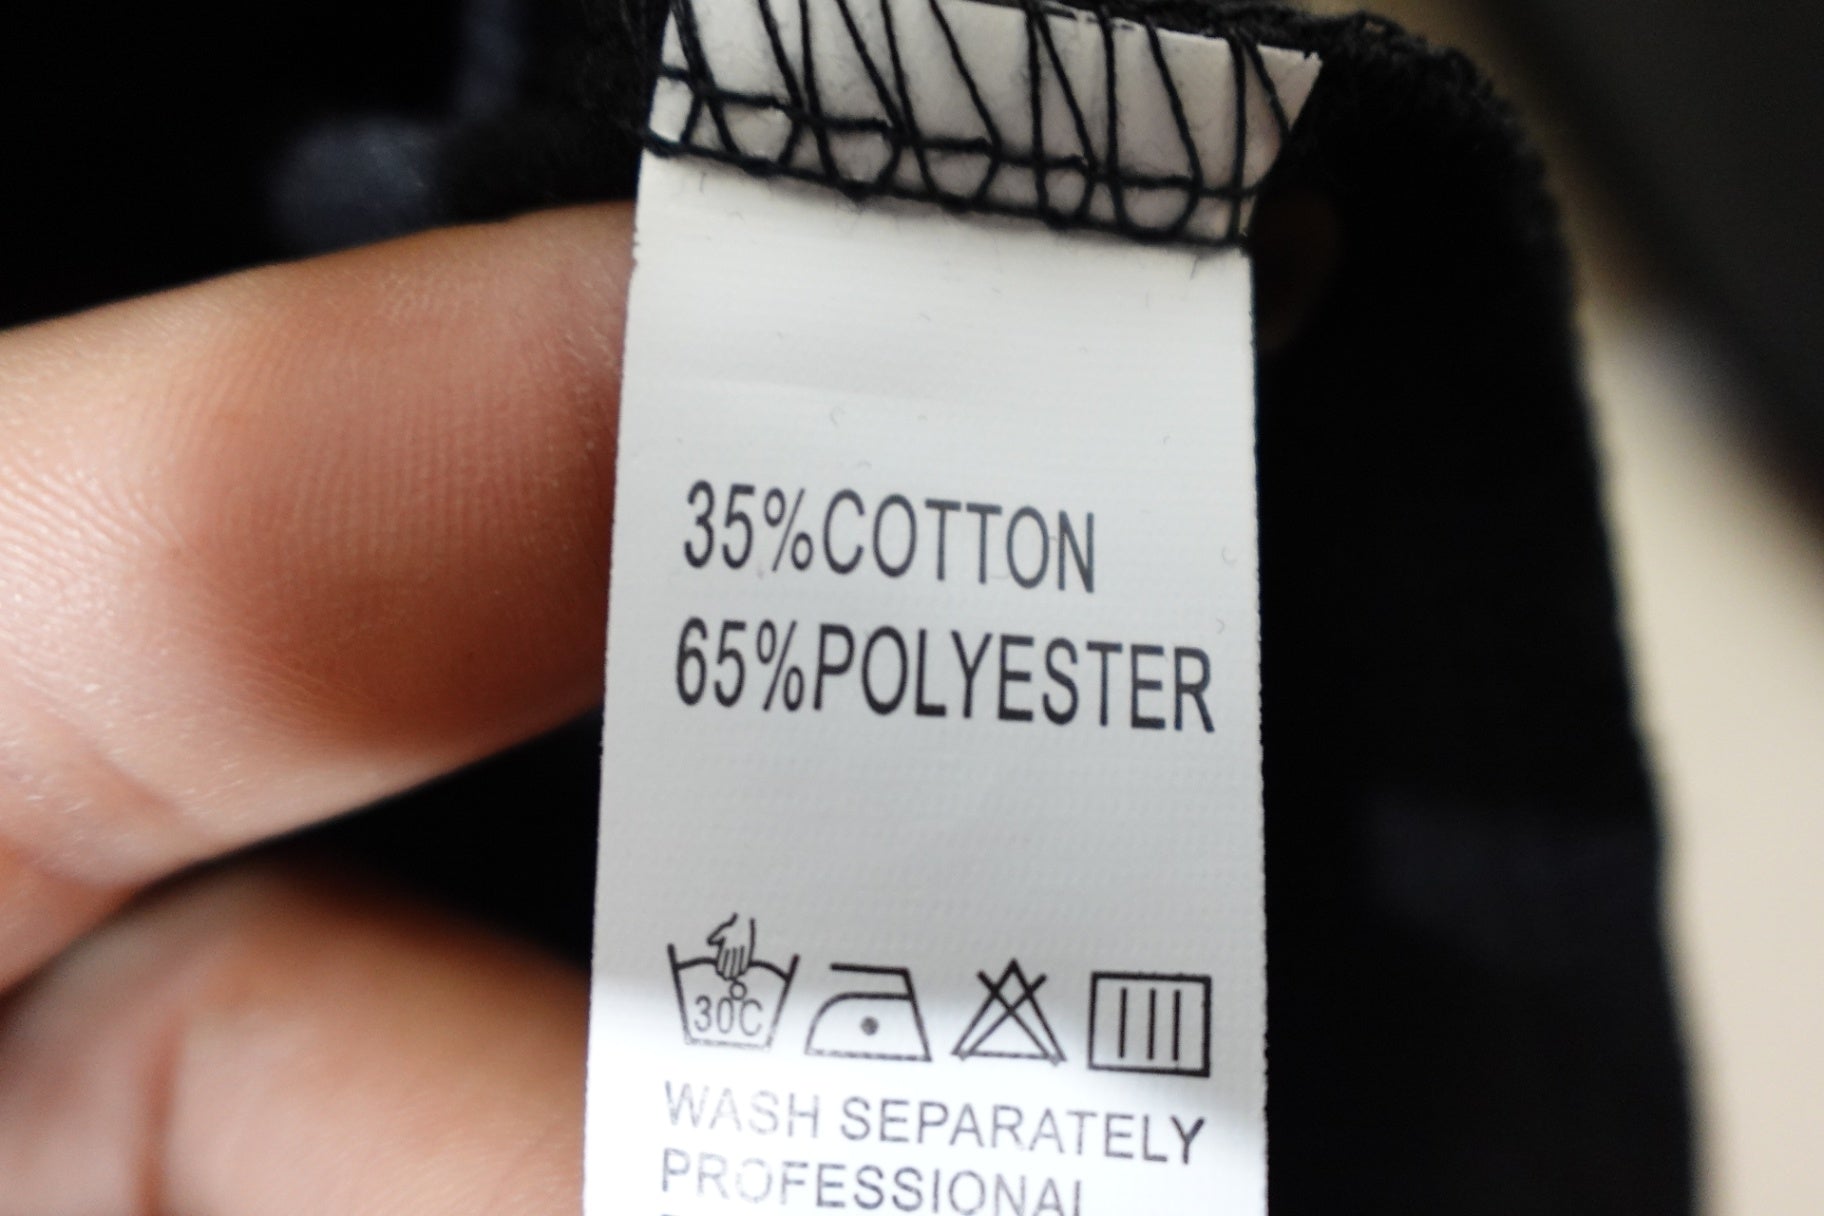 35%COTTON
65%POLYESTER
30°C
WASH SEPARATELY
PROFESSIONAL